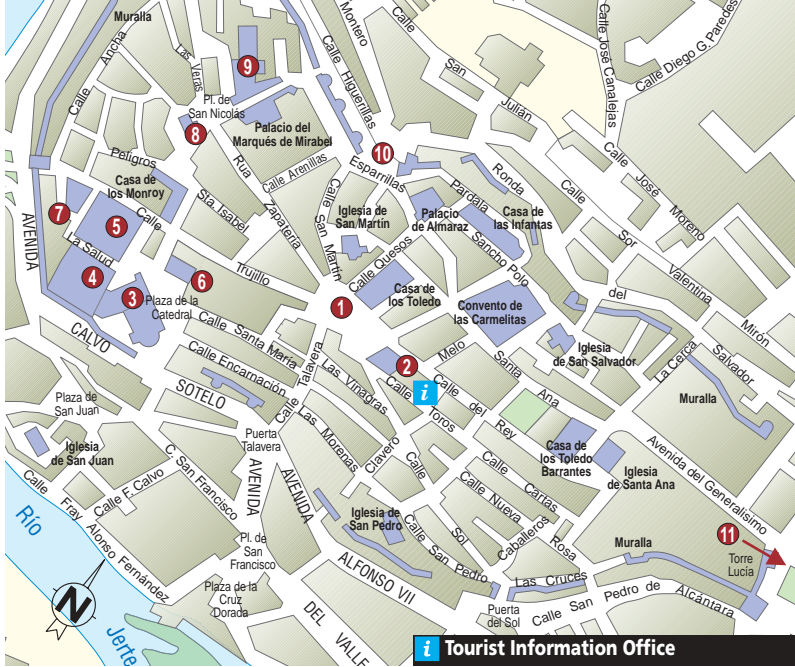 Muralla
Calle Ancha
Las Veras
Montero
Calle Higuerillas
Calle
San
Julián
Calle José Canalejas
Calle Diego G. Paredes
9
Pl. de
San Nicolás
8
Palacio del
Marqués de Mirabel
10
Peligros
Rua
Calle Arenillas
Esparrillas
Casa de
los Monroy
Sta. Isabel
Zapatería
Calle San Martín
Iglesia de
San Martín
Pardala
Palacio
de Almaraz
Ronda
Casa de
las Infantas
Calle
Sor
Valentina
Mirón
Calle José Moreno
7
5
Calle
Trujillo
AVENIDA
La Salud
4
3
6
Plaza de la
Catedral
Calle Quesos
Sancho Polo
1
Casa de
los Toledo
Convento de
las Carmelitas
del
Salvador
CALVO
Calle Santa María
Calle Encarnación
Calle Talavera
Las Vinagras
2
Melo
Santa
Ana
Iglesia
de San Salvador
La Cerca
Muralla
SOTELO
Plaza de
San Juan
i
Calle Toros
Calle del
Rey
Las Morenas
Puerta
Talavera
Clavero
Calle
Sol
Casa de
los Toledo
Barrantes
Iglesia
de Santa Ana
Avenida del Generalisimo
Iglesia
de San Juan
C. San Francisco
Calle F. Calvo
AVENIDA
AVENIDA
ALFONSO VII
Calle
Cartas
Calle Nueva
Caballeros
Rosa
Iglesia de
San Pedro
Calle San Pedro
11
Muralla
Torre
Lucía
Calle Fray Alonso Fernández
Río
Jerte
Pl. de
San
Francisco
Plaza de la
Cruz
Dorada
DEL VALLE
Las Cruces
Puerta
del Sol
Calle San Pedro de Alcántara
N
i Tourist Information Office